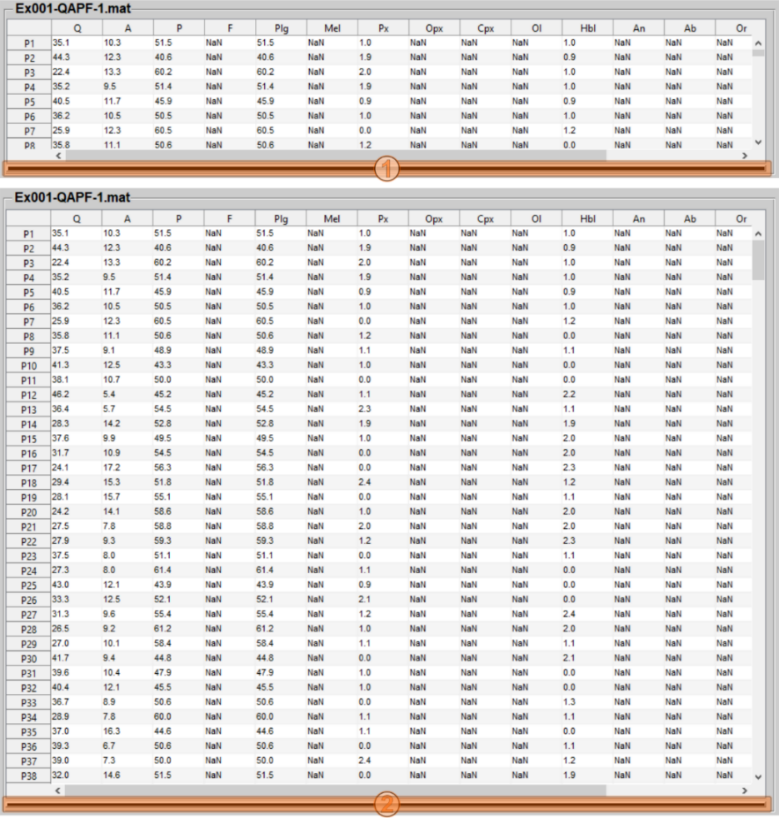 Ex001-QAPF-1.mat
Q A P F Plg Mel Px Opx Cpx Ol Hbl An Ab Or
P1 35.1 10.3 51.5 NaN 51.5 NaN 1.0 NaN NaN NaN 1.0 NaN NaN NaN
P2 44.3 12.3 40.6 NaN 40.6 NaN 1.9 NaN NaN NaN 0.9 NaN NaN NaN
P3 22.4 13.3 60.2 NaN 60.2 NaN 2.0 NaN NaN NaN 1.0 NaN NaN NaN
P4 35.2 9.5 51.4 NaN 51.4 NaN 1.9 NaN NaN NaN 1.0 NaN NaN NaN
P5 40.5 11.7 45.9 NaN 45.9 NaN 0.9 NaN NaN NaN 0.9 NaN NaN NaN
P6 36.2 10.5 50.5 NaN 50.5 NaN 1.0 NaN NaN NaN 1.0 NaN NaN NaN
P7 25.9 12.3 60.5 NaN 60.5 NaN 0.0 NaN NaN NaN 1.2 NaN NaN NaN
P8 35.8 11.1 50.6 NaN 50.6 NaN 1.2 NaN NaN NaN 0.0 NaN NaN NaN
1
Ex001-QAPF-1.mat
Q A P F Plg Mel Px Opx Cpx Ol Hbl An Ab Or
P1 35.1 10.3 51.5 NaN 51.5 NaN 1.0 NaN NaN NaN 1.0 NaN NaN NaN
P2 44.3 12.3 40.6 NaN 40.6 NaN 1.9 NaN NaN NaN 0.9 NaN NaN NaN
P3 22.4 13.3 60.2 NaN 60.2 NaN 2.0 NaN NaN NaN 1.0 NaN NaN NaN
P4 35.2 9.5 51.4 NaN 51.4 NaN 1.9 NaN NaN NaN 1.0 NaN NaN NaN
P5 40.5 11.7 45.9 NaN 45.9 NaN 0.9 NaN NaN NaN 0.9 NaN NaN NaN
P6 36.2 10.5 50.5 NaN 50.5 NaN 1.0 NaN NaN NaN 1.0 NaN NaN NaN
P7 25.9 12.3 60.5 NaN 60.5 NaN 0.0 NaN NaN NaN 1.2 NaN NaN NaN
P8 35.8 11.1 50.6 NaN 50.6 NaN 1.2 NaN NaN NaN 0.0 NaN NaN NaN
P9 37.5 9.1 48.9 NaN 48.9 NaN 1.1 NaN NaN NaN 1.1 NaN NaN NaN
P10 41.3 12.5 43.3 NaN 43.3 NaN 1.0 NaN NaN NaN 0.0 NaN NaN NaN
P11 38.1 10.7 50.0 NaN 50.0 NaN 0.0 NaN NaN NaN 0.0 NaN NaN NaN
P12 46.2 5.4 45.2 NaN 45.2 NaN 1.1 NaN NaN NaN 2.2 NaN NaN NaN
P13 36.4 5.7 54.5 NaN 54.5 NaN 2.3 NaN NaN NaN 1.1 NaN NaN NaN
P14 28.3 14.2 52.8 NaN 52.8 NaN 1.9 NaN NaN NaN 1.9 NaN NaN NaN
P15 37.6 9.9 49.5 NaN 49.5 NaN 1.0 NaN NaN NaN 2.0 NaN NaN NaN
P16 31.7 10.9 54.5 NaN 54.5 NaN 0.0 NaN NaN NaN 2.0 NaN NaN NaN
P17 24.1 17.2 56.3 NaN 56.3 NaN 0.0 NaN NaN NaN 2.3 NaN NaN NaN
P18 29.4 15.3 51.8 NaN 51.8 NaN 2.4 NaN NaN NaN 1.2 NaN NaN NaN
P19 28.1 15.7 55.1 NaN 55.1 NaN 0.0 NaN NaN NaN 1.1 NaN NaN NaN
P20 24.2 14.1 58.6 NaN 58.6 NaN 1.0 NaN NaN NaN 2.0 NaN NaN NaN
P21 27.5 7.8 58.8 NaN 58.8 NaN 2.0 NaN NaN NaN 2.0 NaN NaN NaN
P22 27.9 9.3 59.3 NaN 59.3 NaN 1.2 NaN NaN NaN 2.3 NaN NaN NaN
P23 37.5 8.0 51.1 NaN 51.1 NaN 0.0 NaN NaN NaN 1.1 NaN NaN NaN
P24 27.3 8.0 61.4 NaN 61.4 NaN 1.1 NaN NaN NaN 0.0 NaN NaN NaN
P25 43.0 12.1 43.9 NaN 43.9 NaN 0.9 NaN NaN NaN 0.0 NaN NaN NaN
P26 33.3 12.5 52.1 NaN 52.1 NaN 2.1 NaN NaN NaN 0.0 NaN NaN NaN
P27 31.3 9.6 55.4 NaN 55.4 NaN 1.2 NaN NaN NaN 2.4 NaN NaN NaN
P28 26.5 9.2 61.2 NaN 61.2 NaN 1.0 NaN NaN NaN 2.0 NaN NaN NaN
P29 27.0 10.1 58.4 NaN 58.4 NaN 1.1 NaN NaN NaN 1.1 NaN NaN NaN
P30 41.7 9.4 44.8 NaN 44.8 NaN 0.0 NaN NaN NaN 2.1 NaN NaN NaN
P31 39.6 10.4 47.9 NaN 47.9 NaN 1.0 NaN NaN NaN 0.0 NaN NaN NaN
P32 40.4 12.1 45.5 NaN 45.5 NaN 1.0 NaN NaN NaN 0.0 NaN NaN NaN
P33 36.7 8.9 50.6 NaN 50.6 NaN 0.0 NaN NaN NaN 1.3 NaN NaN NaN
P34 28.9 7.8 60.0 NaN 60.0 NaN 1.1 NaN NaN NaN 1.1 NaN NaN NaN
P35 37.0 16.3 44.6 NaN 44.6 NaN 1.1 NaN NaN NaN 0.0 NaN NaN NaN
P36 39.3 6.7 50.6 NaN 50.6 NaN 0.0 NaN NaN NaN 1.1 NaN NaN NaN
P37 39.0 7.3 50.0 NaN 50.0 NaN 2.4 NaN NaN NaN 1.2 NaN NaN NaN
P38 32.0 14.6 51.5 NaN 51.5 NaN 0.0 NaN NaN NaN 1.9 NaN NaN NaN
2